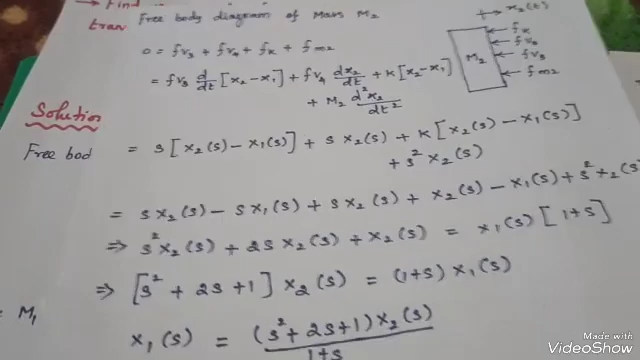 → Find
tran
Free body diagram of Mass M₂
→ x₂(t)
0 = fv₃ + fv₄ + fk + fm₂
fk
fv₄
fv₃
fm₂
M₂
= fv₃ d/dt [x₂-x₁] + fv₄ dx₂/dt + K[x₂-x₁]
+ M₂ d²x₂/dt²
Solution
Free bod
= s[x₂(s) - x₁(s)] + s x₂(s) + K[x₂(s) - x₁(s)]
+ s² x₂(s)
= s x₂(s) - s x₁(s) + s x₂(s) + x₂(s) - x₁(s) + s² x₂(s)
⇒ s² x₂(s) + 2s x₂(s) + x₂(s) = x₁(s) [1+s]
⇒ [s² + 2s + 1] x₂(s) = (1+s) x₁(s)
= M₁
x₁(s) = (s² + 2s + 1) x₂(s) / 1+s
Made with
VideoShow